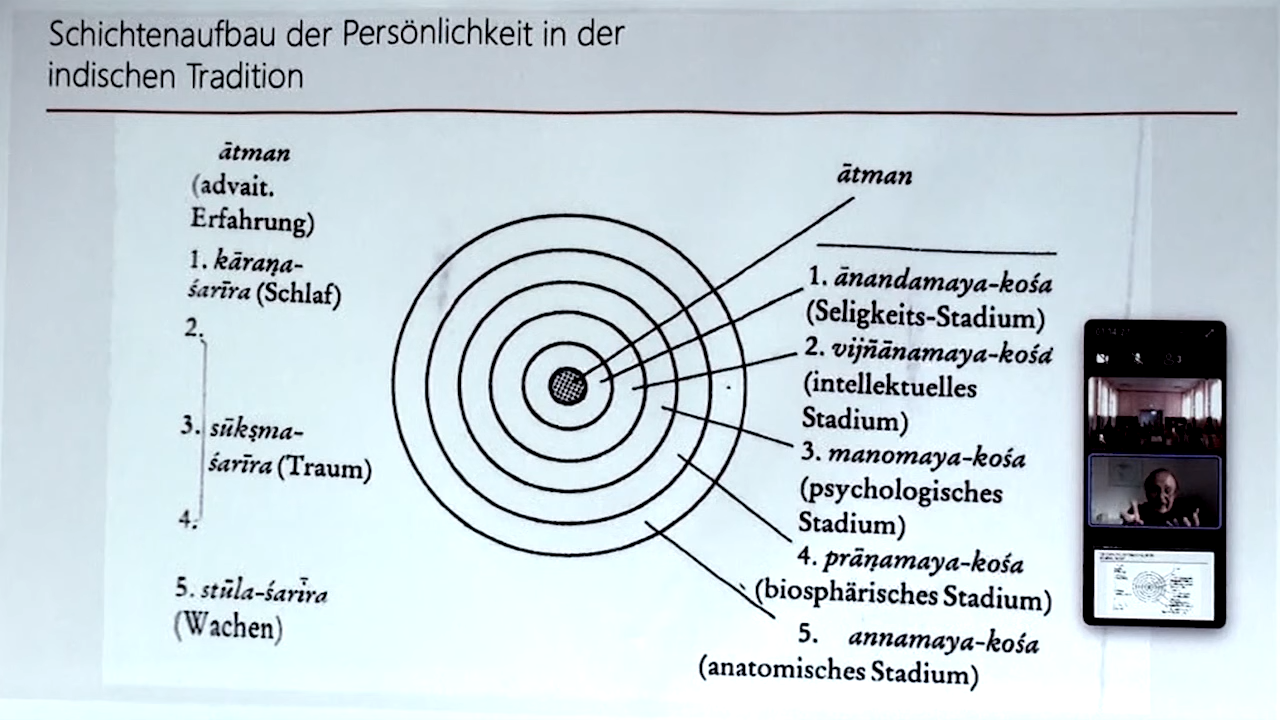 Schichtenaufbau der Persönlichkeit in der
indischen Tradition
ātman
(advait.
Erfahrung)
1. kāraṇa-
śarīra (Schlaf)
2.
3. sūkṣma-
śarīra (Traum)
4.
5. stūla-śarīra
(Wachen)
ātman
1. ānandamaya-kośa
(Seligkeits-Stadium)
2. vijñānamaya-kośa
(intellektuelles
Stadium)
3. manomaya-kośa
(psychologisches
Stadium)
4. prāṇamaya-kośa
(biosphärisches Stadium)
5. annamaya-kośa
(anatomisches Stadium)